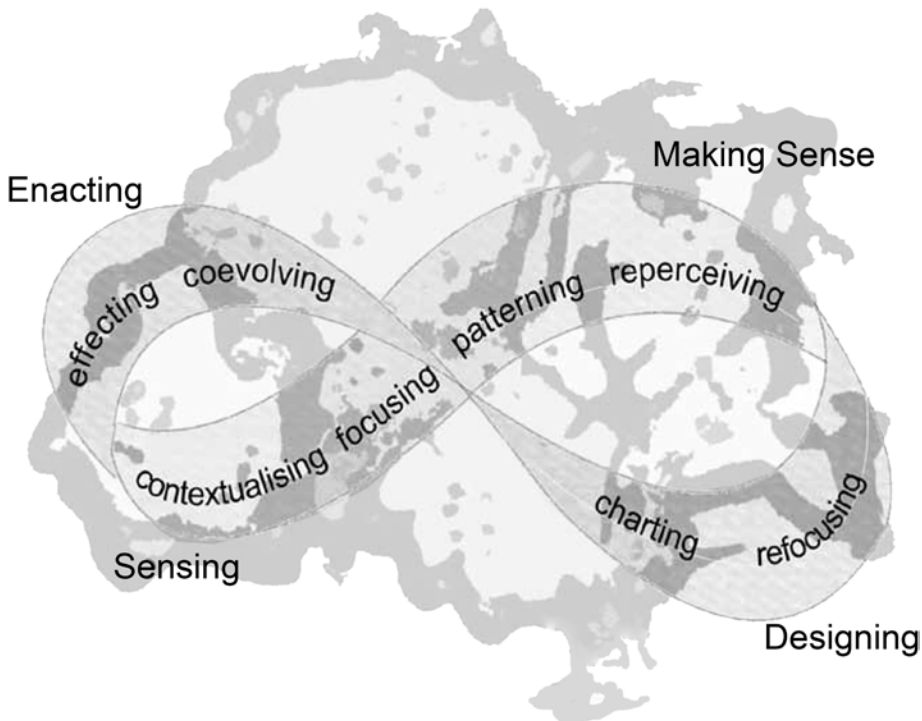 Making Sense
Enacting
effecting coevolving
patterning reperceiving
contextualising focusing
charting refocusing
Sensing
Designing